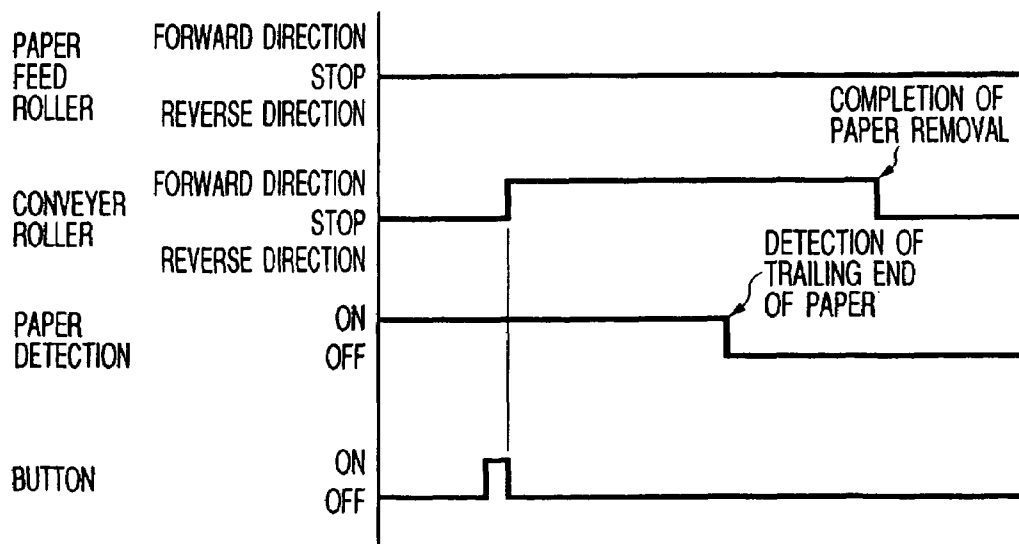 PAPER
FEED
ROLLER
FORWARD DIRECTION
STOP
REVERSE DIRECTION
COMPLETION OF
PAPER REMOVAL
CONVEYER
ROLLER
FORWARD DIRECTION
STOP
REVERSE DIRECTION
DETECTION OF
TRAILING END
OF PAPER
PAPER
DETECTION
ON
OFF
BUTTON
ON
OFF